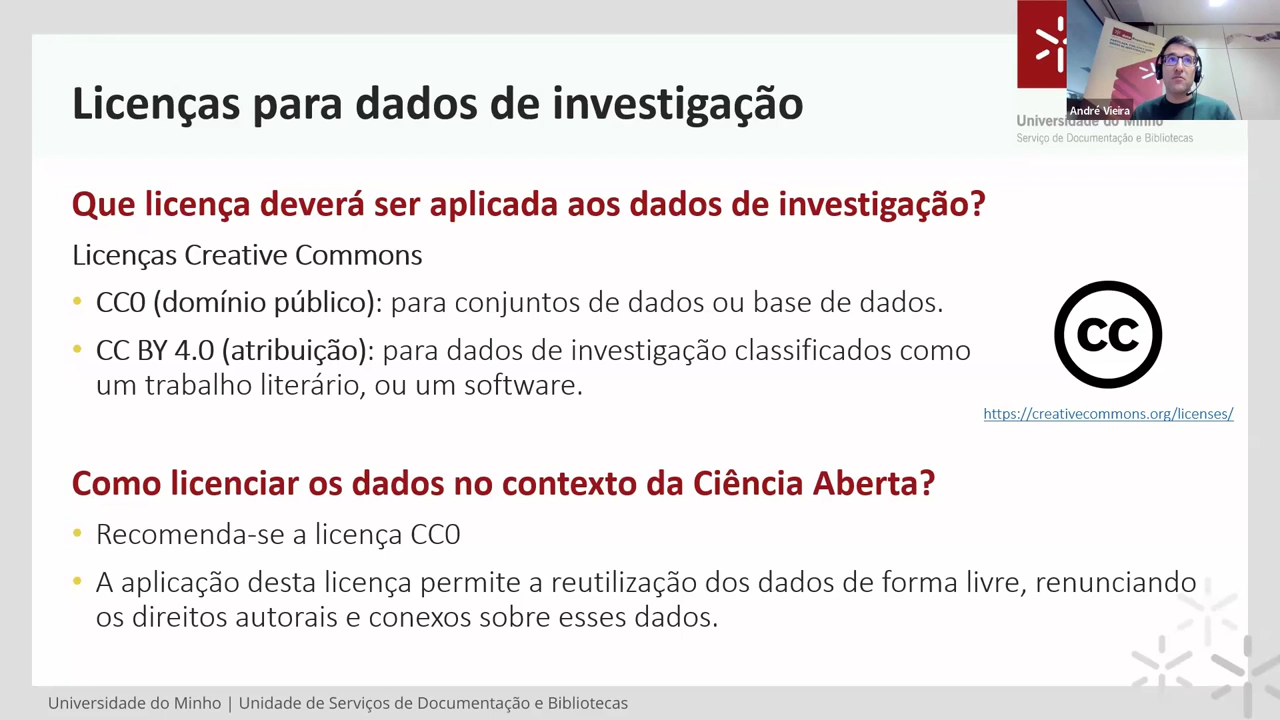 Licenças para dados de investigação
André Vieira
Universidade do Minho
Serviço de Documentação e Bibliotecas
Que licença deverá ser aplicada aos dados de investigação?
Licenças Creative Commons
• CC0 (domínio público): para conjuntos de dados ou base de dados.
• CC BY 4.0 (atribuição): para dados de investigação classificados como
um trabalho literário, ou um software.
cc
https://creativecommons.org/licenses/
Como licenciar os dados no contexto da Ciência Aberta?
• Recomenda-se a licença CC0
• A aplicação desta licença permite a reutilização dos dados de forma livre, renunciando
os direitos autorais e conexos sobre esses dados.
Universidade do Minho | Unidade de Serviços de Documentação e Bibliotecas